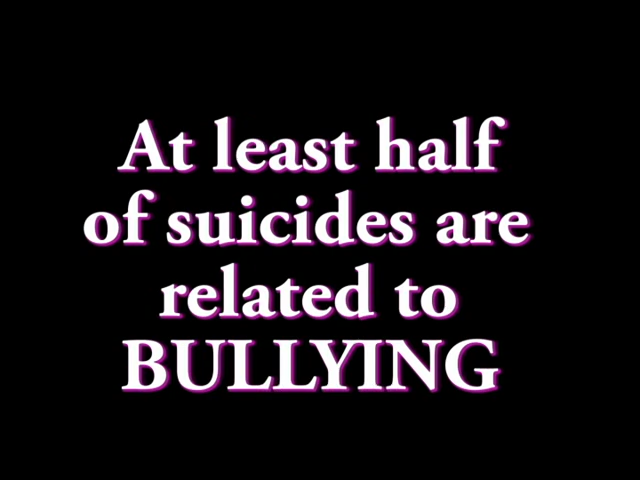 At least half
of suicides are
related to
BULLYING